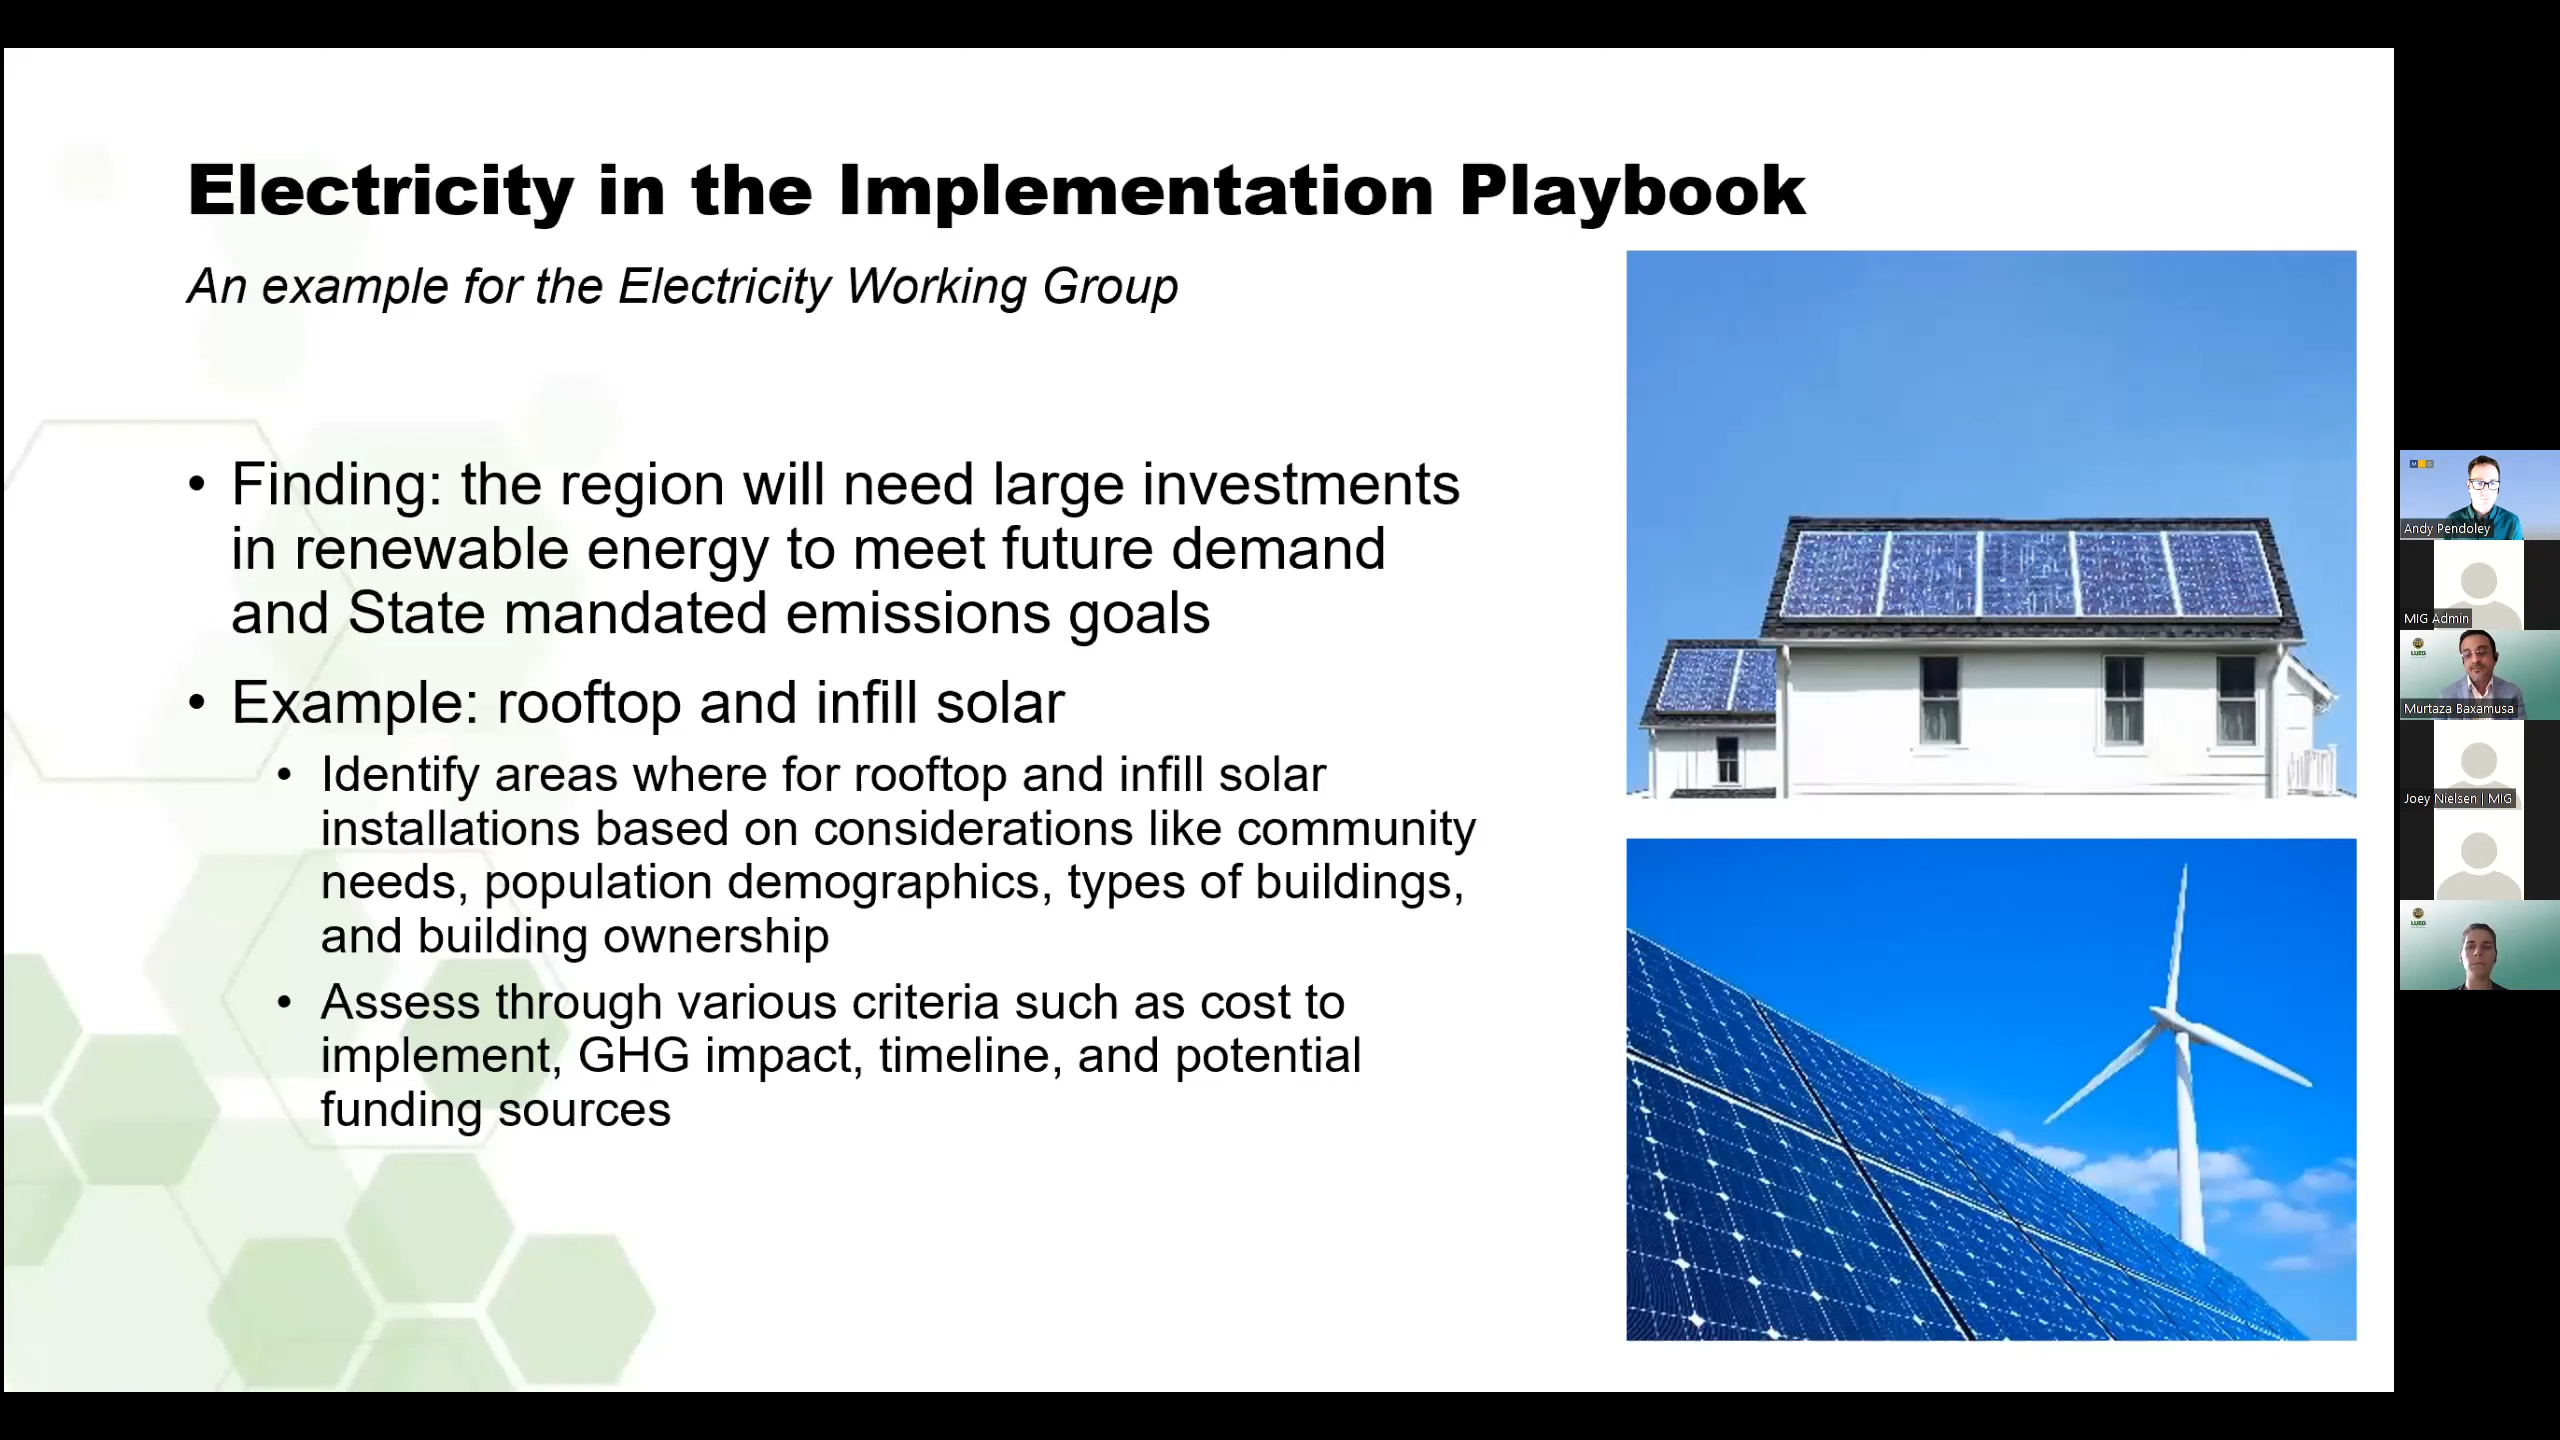 Electricity in the Implementation Playbook
An example for the Electricity Working Group
• Finding: the region will need large investments
in renewable energy to meet future demand
and State mandated emissions goals
• Example: rooftop and infill solar
• Identify areas where for rooftop and infill solar
installations based on considerations like community
needs, population demographics, types of buildings,
and building ownership
• Assess through various criteria such as cost to
implement, GHG impact, timeline, and potential
funding sources
Andy Pendoley
MIG Admin
LUEG
Murtaza Baxamusa
Joey Nielsen | MIG
LUEG